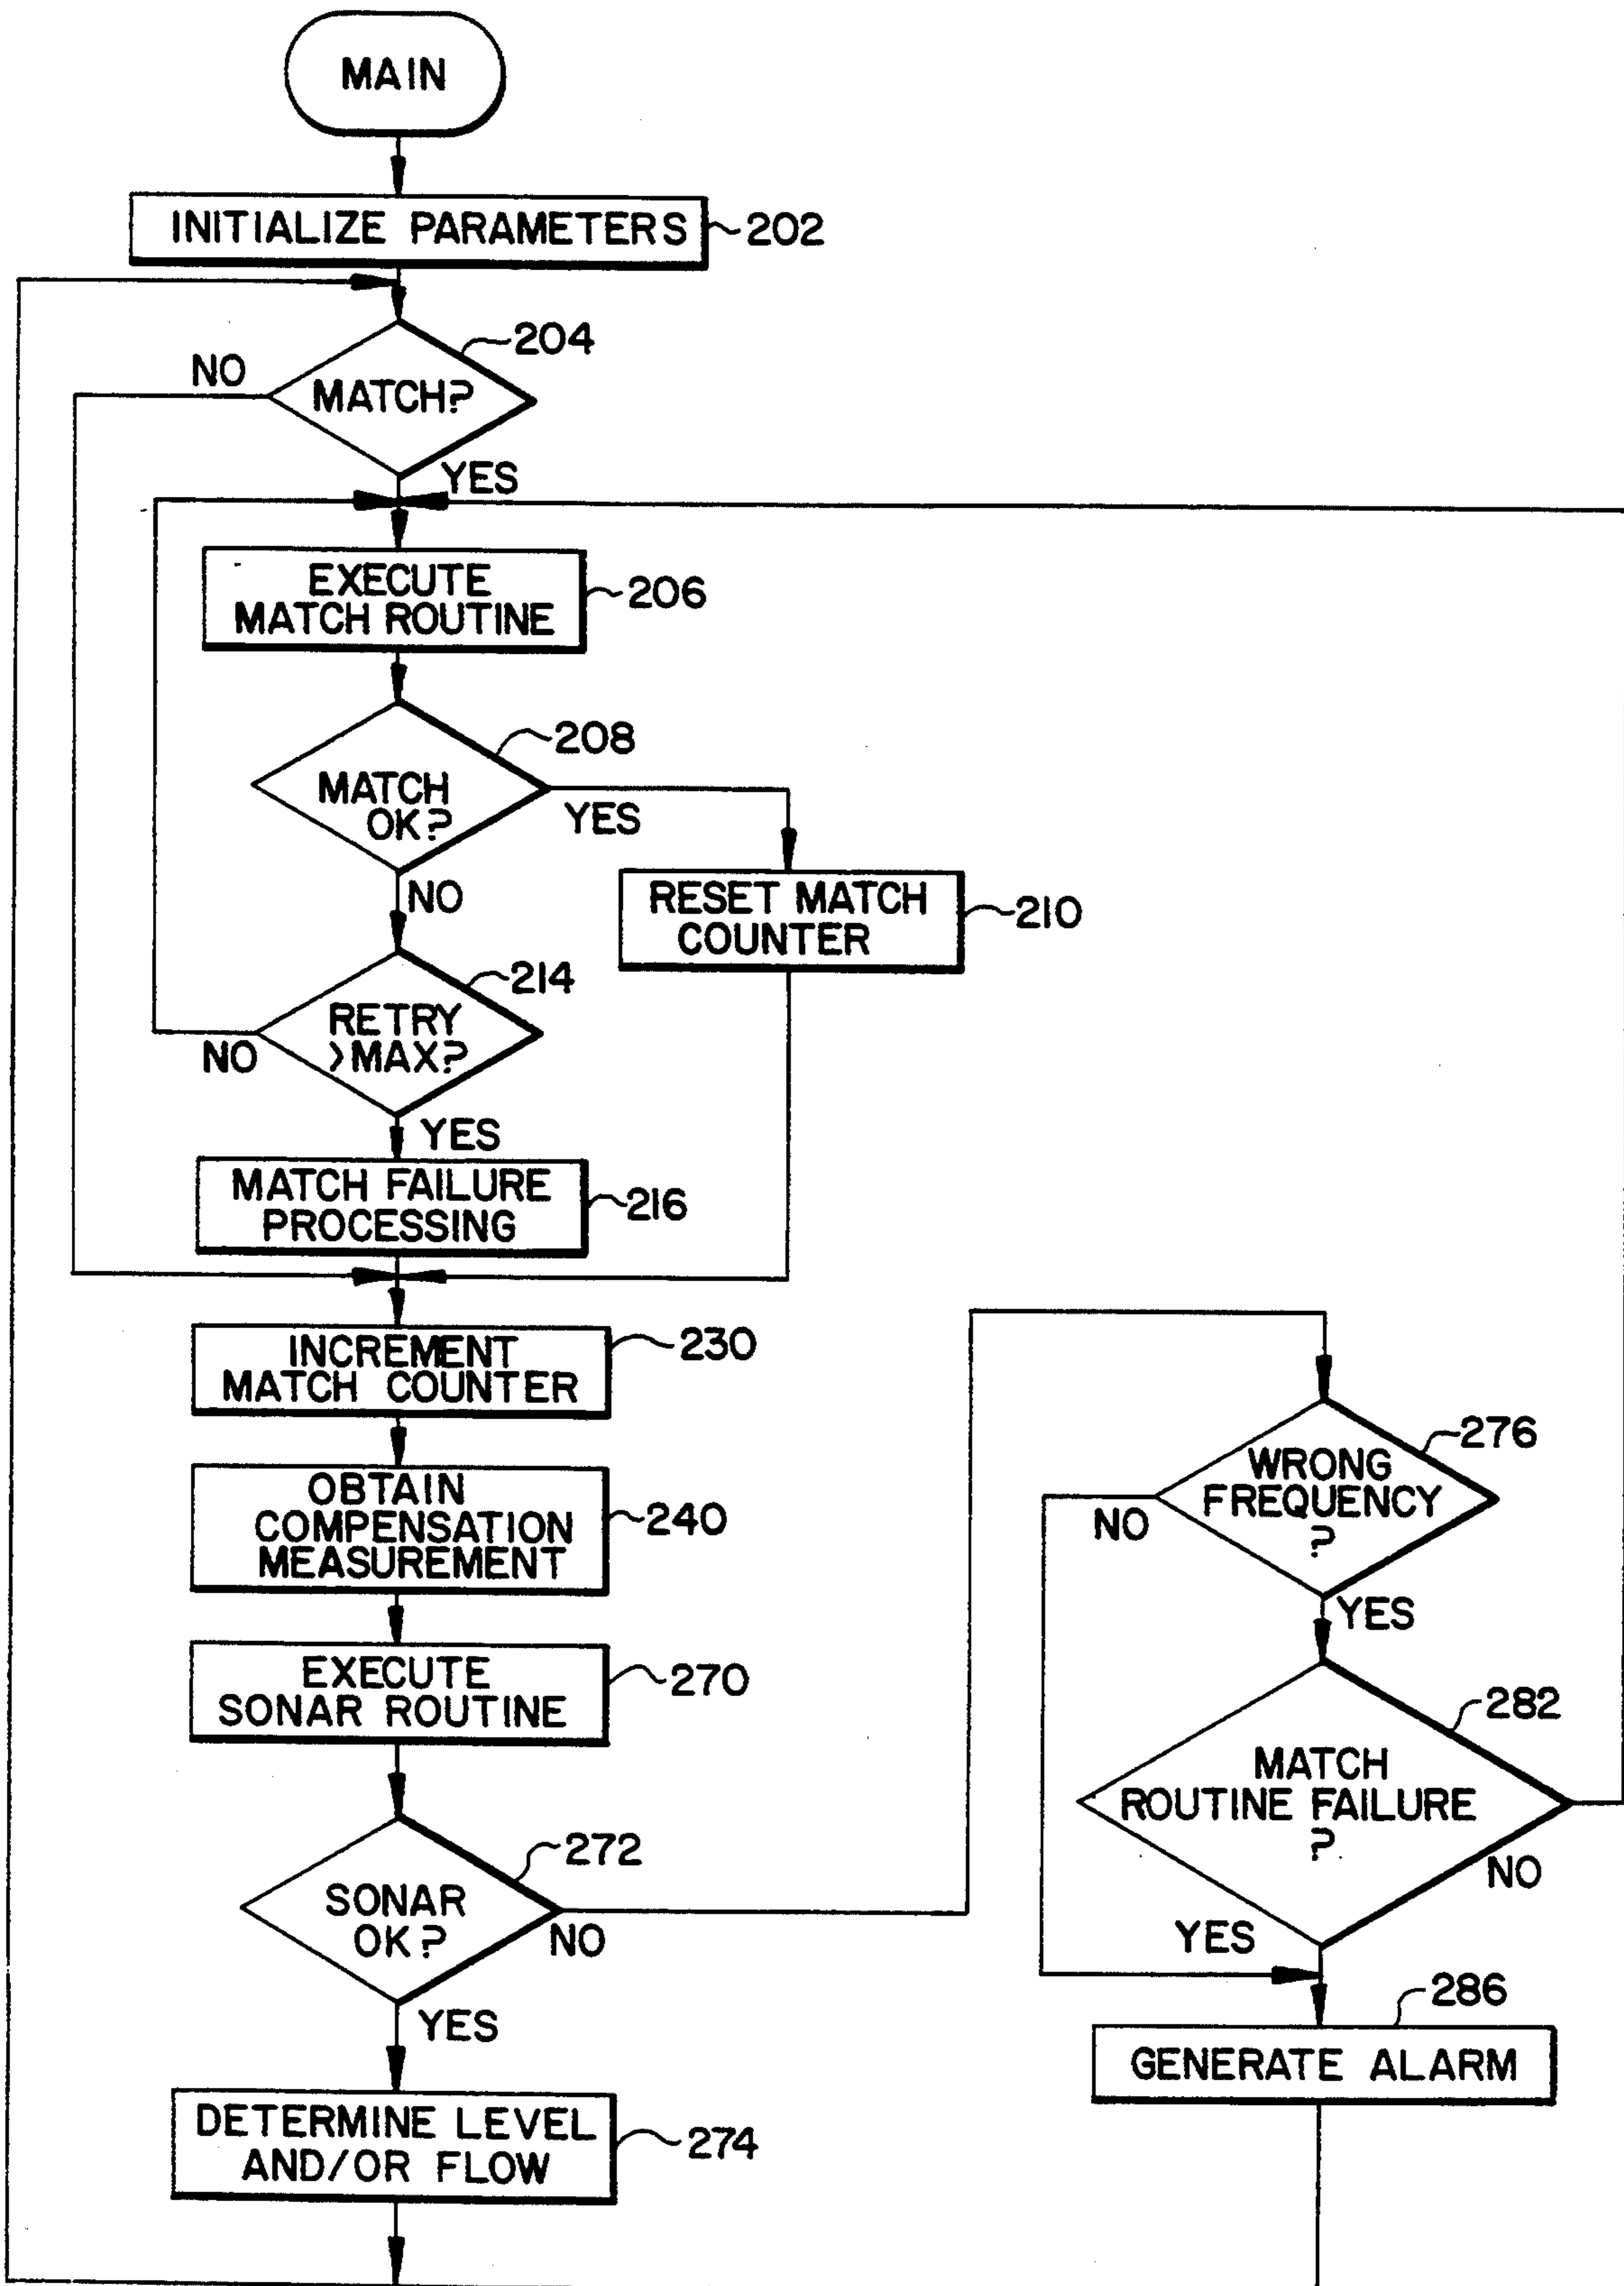 MAIN
INITIALIZE PARAMETERS
202
204
NO
MATCH?
YES
EXECUTE
MATCH ROUTINE
206
208
MATCH
OK?
YES
NO
RESET MATCH
COUNTER
210
214
RETRY
>MAX?
NO
YES
MATCH FAILURE
PROCESSING
216
INCREMENT
MATCH COUNTER
230
OBTAIN
COMPENSATION
MEASUREMENT
240
EXECUTE
SONAR ROUTINE
270
272
SONAR
OK?
NO
YES
DETERMINE LEVEL
AND/OR FLOW
274
276
WRONG
FREQUENCY
?
NO
YES
282
MATCH
ROUTINE FAILURE
?
NO
YES
286
GENERATE ALARM